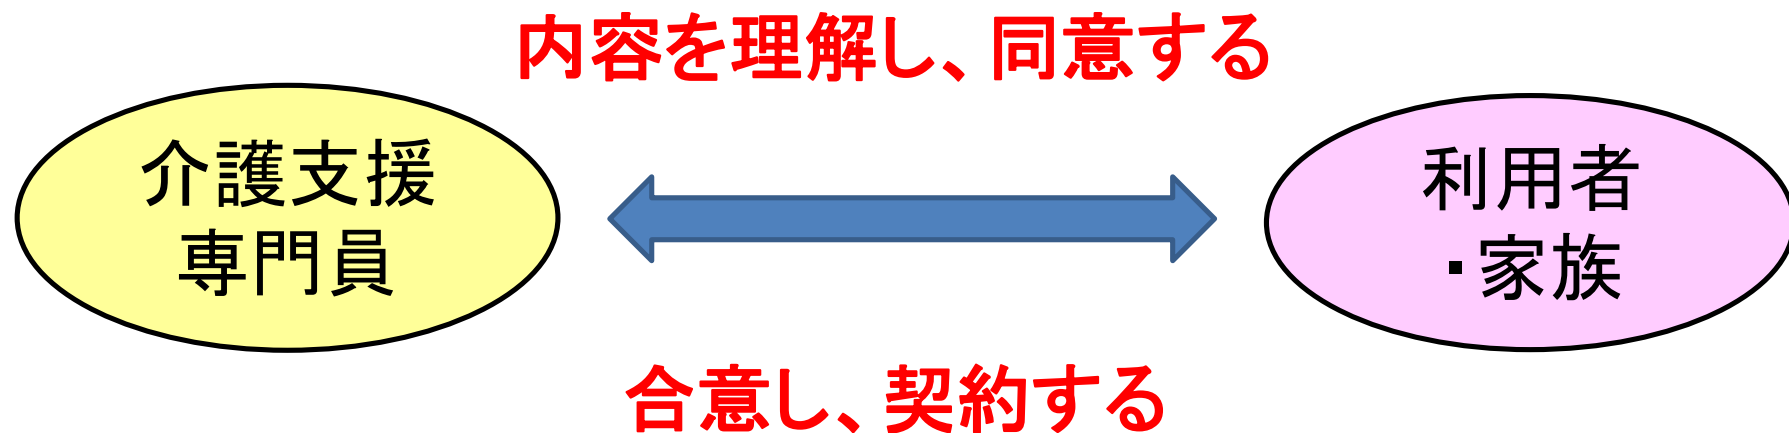 内容を理解し、同意する
介護支援
専門員
利用者
・家族
合意し、契約する